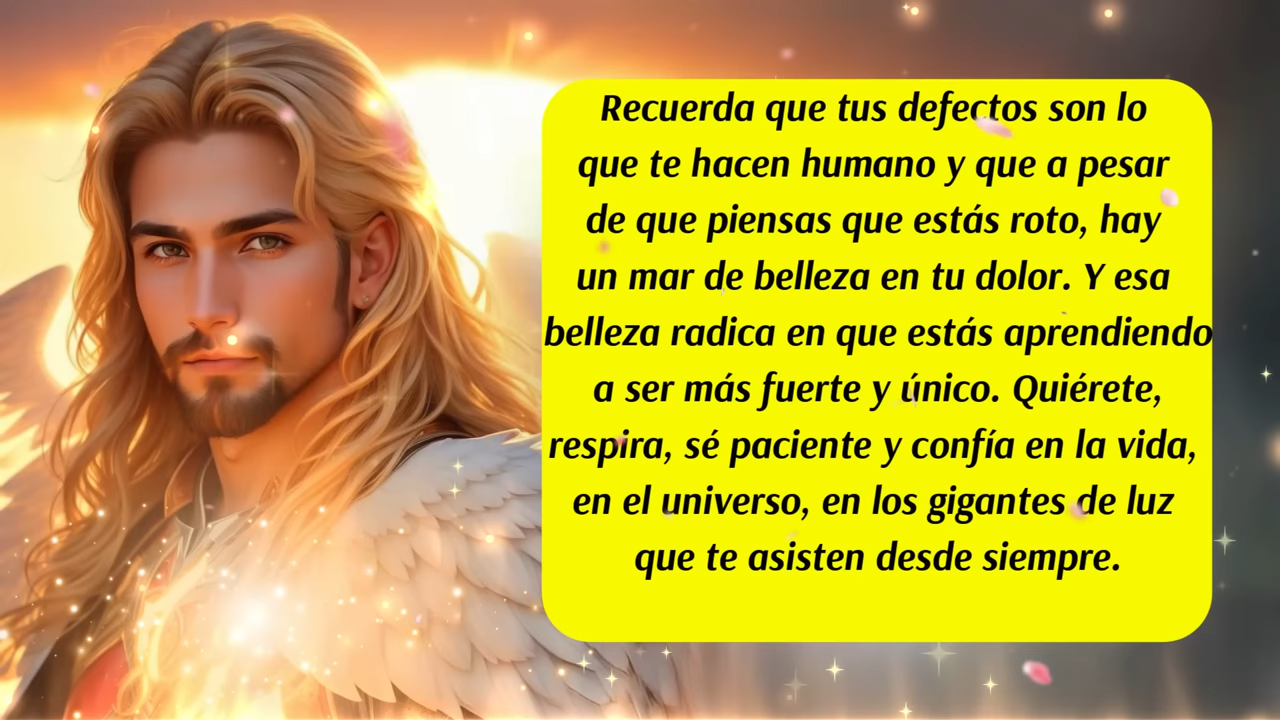 Recuerda que tus defectos son lo
que te hacen humano y que a pesar
de que piensas que estás roto, hay
un mar de belleza en tu dolor. Y esa
belleza radica en que estás aprendiendo
a ser más fuerte y único. Quiérete,
respira, sé paciente y confía en la vida,
en el universo, en los gigantes de luz
que te asisten desde siempre.